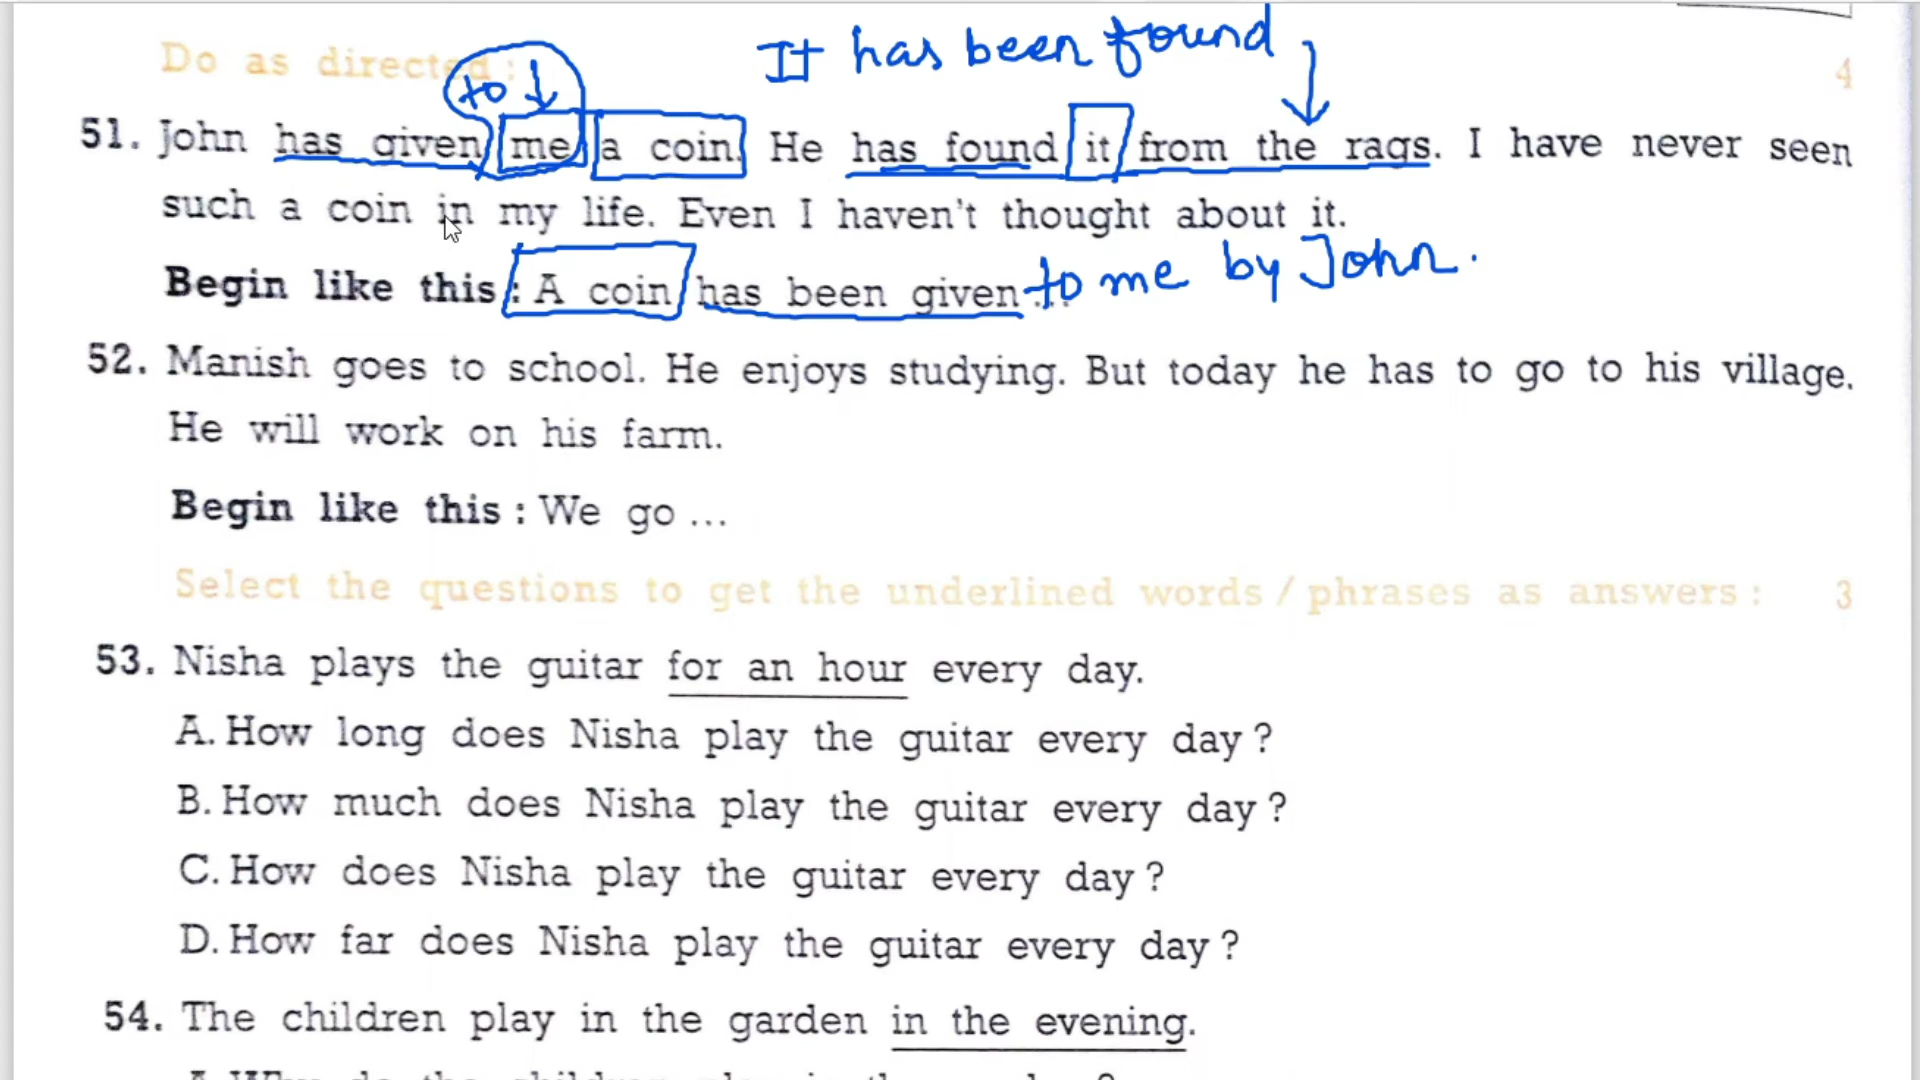 It has been found
Do as directed : 4
to
51. John has given me a coin. He has found it from the rags. I have never seen
such a coin in my life. Even I haven't thought about it.
Begin like this : A coin has been given ... to me by John.
52. Manish goes to school. He enjoys studying. But today he has to go to his village.
He will work on his farm.
Begin like this : We go ...
Select the questions to get the underlined words / phrases as answers : 3
53. Nisha plays the guitar for an hour every day.
A. How long does Nisha play the guitar every day ?
B. How much does Nisha play the guitar every day ?
C. How does Nisha play the guitar every day ?
D. How far does Nisha play the guitar every day ?
54. The children play in the garden in the evening.